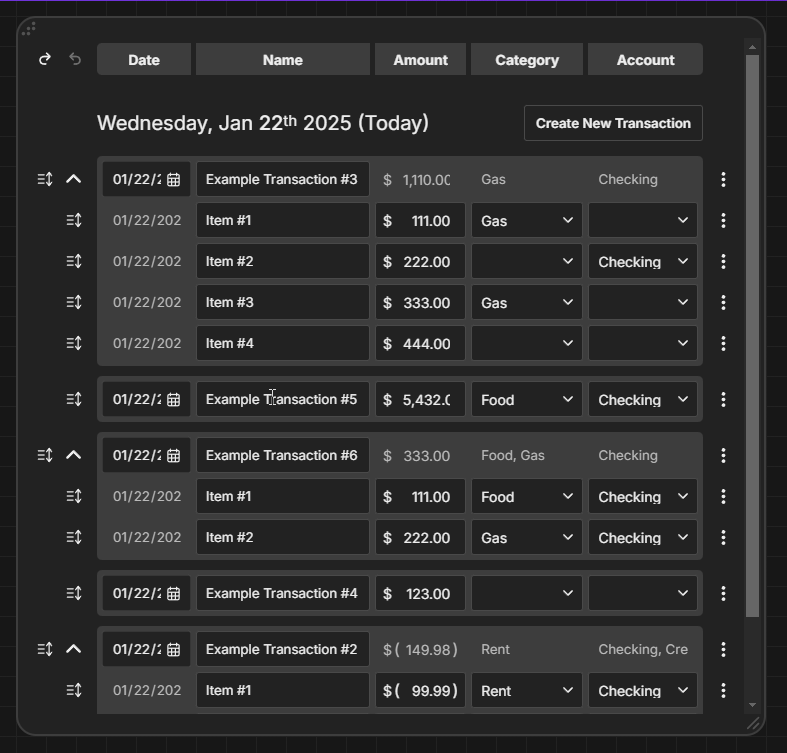 Date Name Amount Category Account
Wednesday, Jan 22th 2025 (Today) Create New Transaction
01/22/2 Example Transaction #3 $ 1,110.00 Gas Checking
01/22/202 Item #1 $ 111.00 Gas
01/22/202 Item #2 $ 222.00 Checking
01/22/202 Item #3 $ 333.00 Gas
01/22/202 Item #4 $ 444.00
01/22/2 Example Transaction #5 $ 5,432.0 Food Checking
01/22/2 Example Transaction #6 $ 333.00 Food, Gas Checking
01/22/202 Item #1 $ 111.00 Food Checking
01/22/202 Item #2 $ 222.00 Gas Checking
01/22/2 Example Transaction #4 $ 123.00
01/22/2 Example Transaction #2 $ ( 149.98 ) Rent Checking, Cre
01/22/202 Item #1 $ ( 99.99 ) Rent Checking